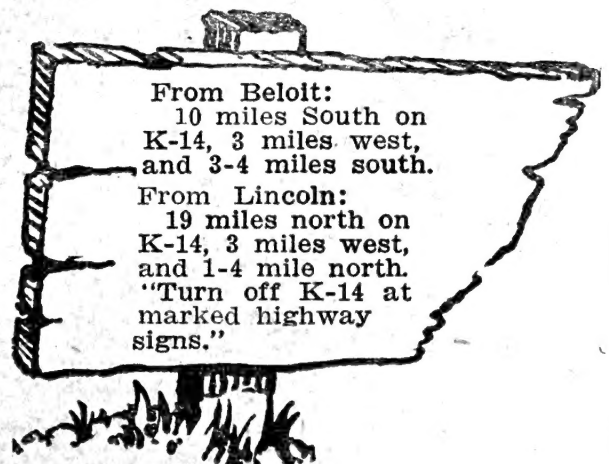 From Beloit:
10 miles South on
K-14, 3 miles west,
and 3-4 miles south.
From Lincoln:
19 miles north on
K-14, 3 miles west,
and 1-4 mile north.
"Turn off K-14 at
marked highway
signs."